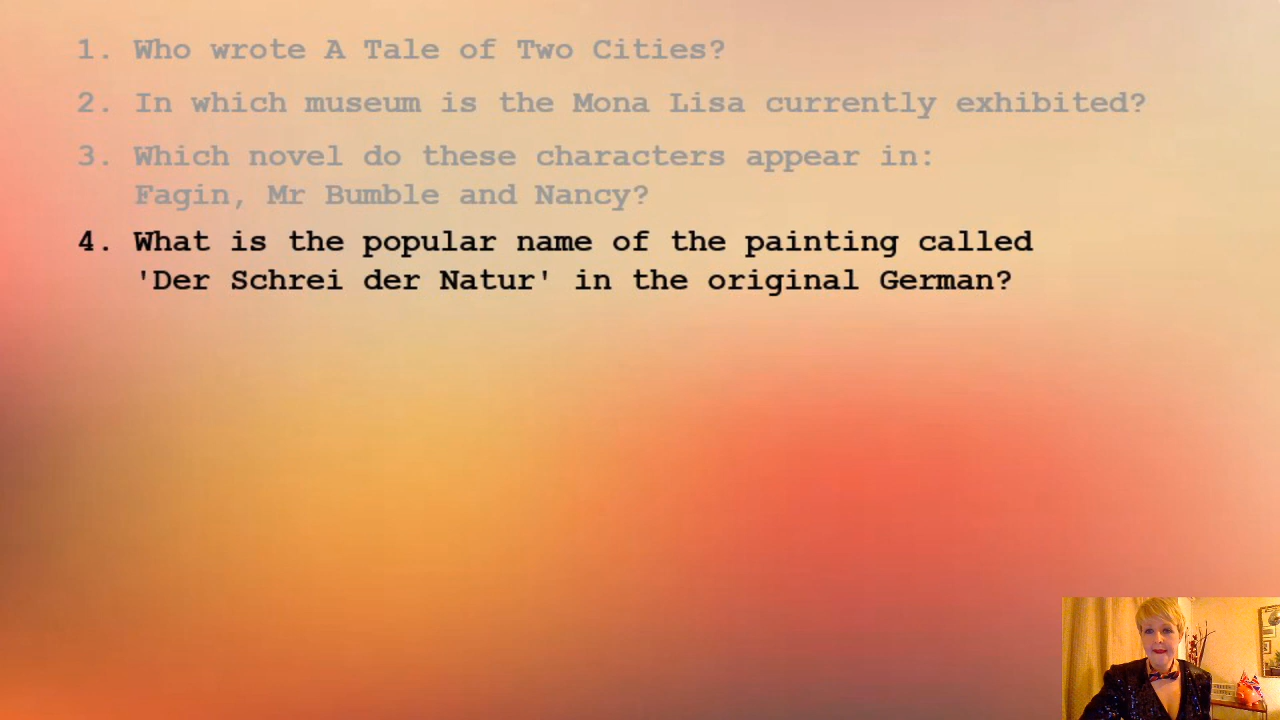 1. Who wrote A Tale of Two Cities?
2. In which museum is the Mona Lisa currently exhibited?
3. Which novel do these characters appear in:
Fagin, Mr Bumble and Nancy?
4. What is the popular name of the painting called
'Der Schrei der Natur' in the original German?